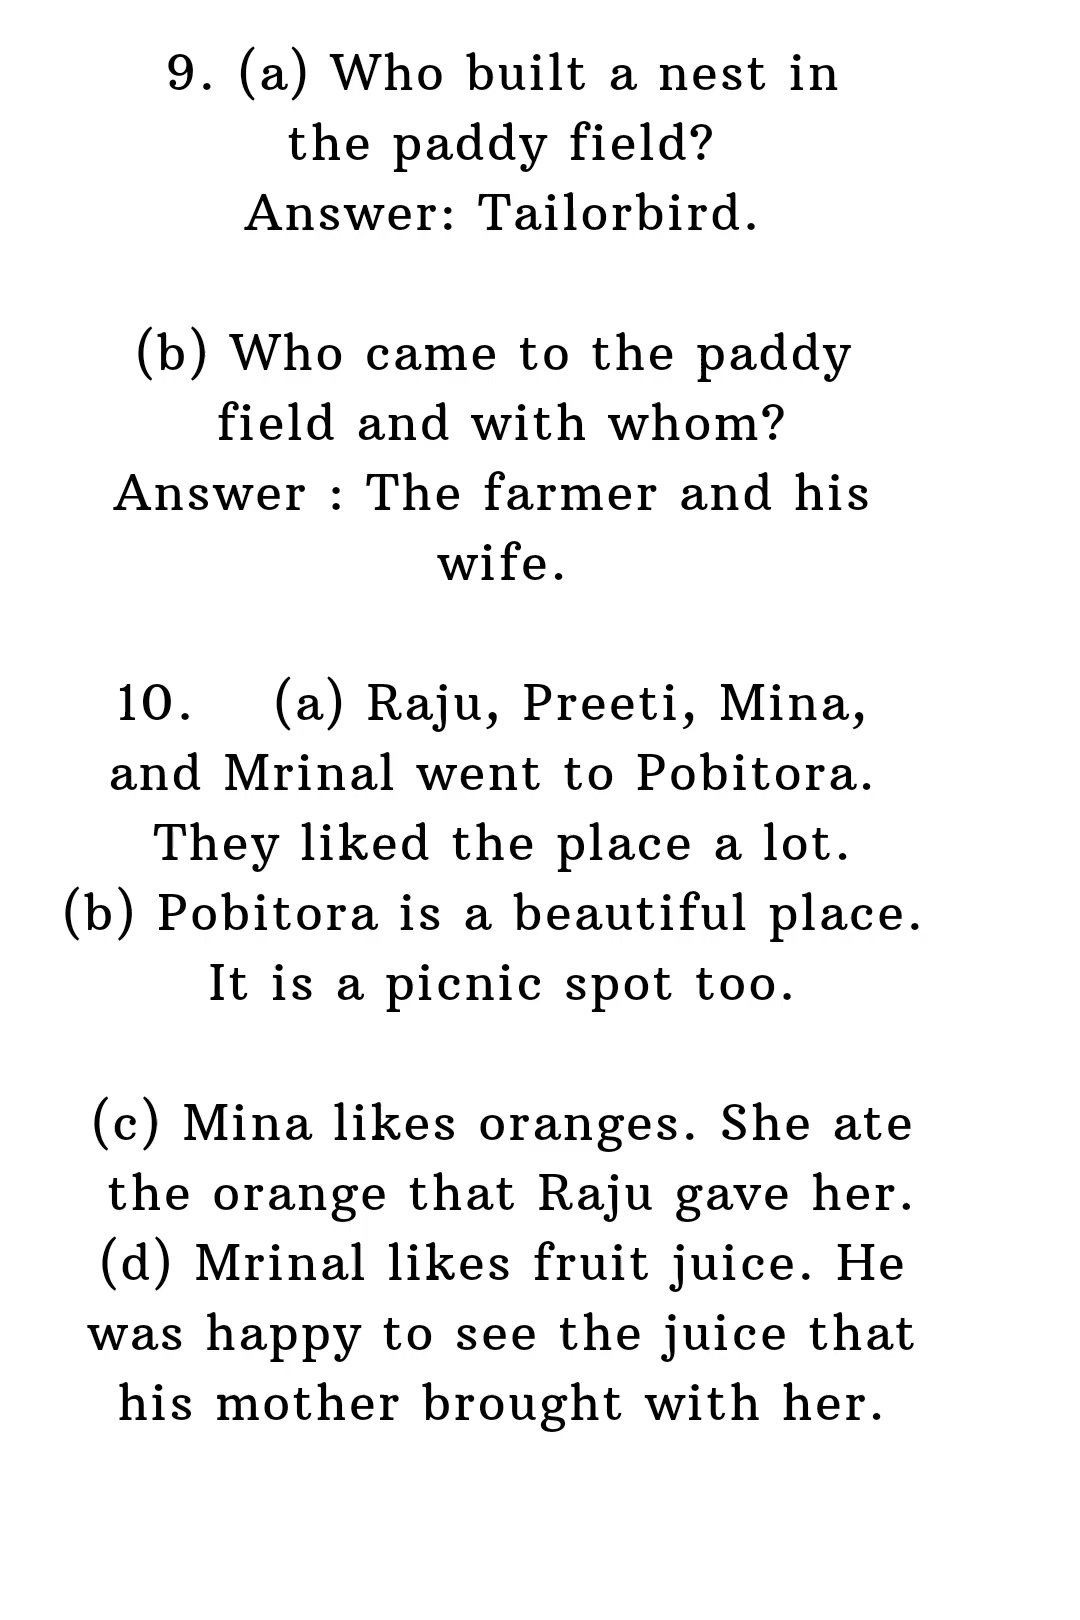 9. (a) Who built a nest in
the paddy field?
Answer: Tailorbird.
(b) Who came to the paddy
field and with whom?
Answer : The farmer and his
wife.
10. (a) Raju, Preeti, Mina,
and Mrinal went to Pobitora.
They liked the place a lot.
(b) Pobitora is a beautiful place.
It is a picnic spot too.
(c) Mina likes oranges. She ate
the orange that Raju gave her.
(d) Mrinal likes fruit juice. He
was happy to see the juice that
his mother brought with her.